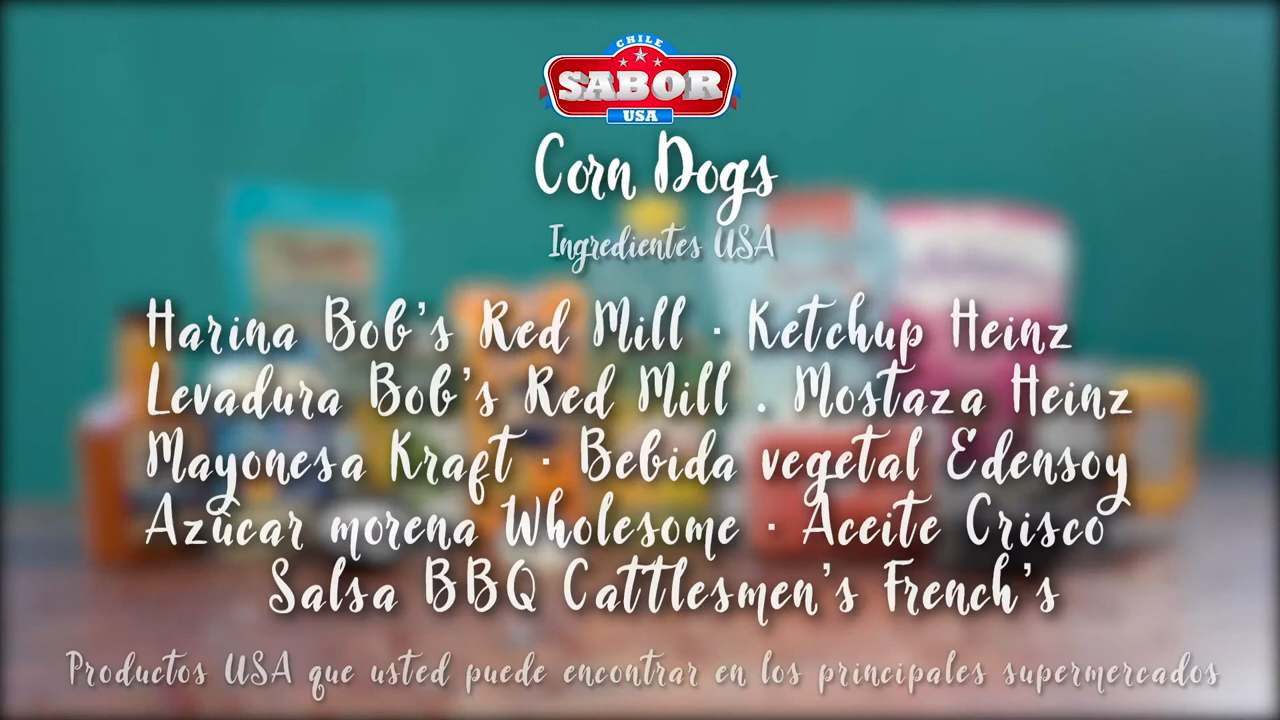 CHILE
SABOR
USA
Corn Dogs
Ingredientes USA
Harina Bob's Red Mill · Ketchup Heinz
Levadura Bob's Red Mill . Mostaza Heinz
Mayonesa Kraft · Bebida vegetal Edensoy
Azúcar morena Wholesome · Aceite Crisco
Salsa BBQ Cattlesmen's French's
Productos USA que usted puede encontrar en los principales supermercados